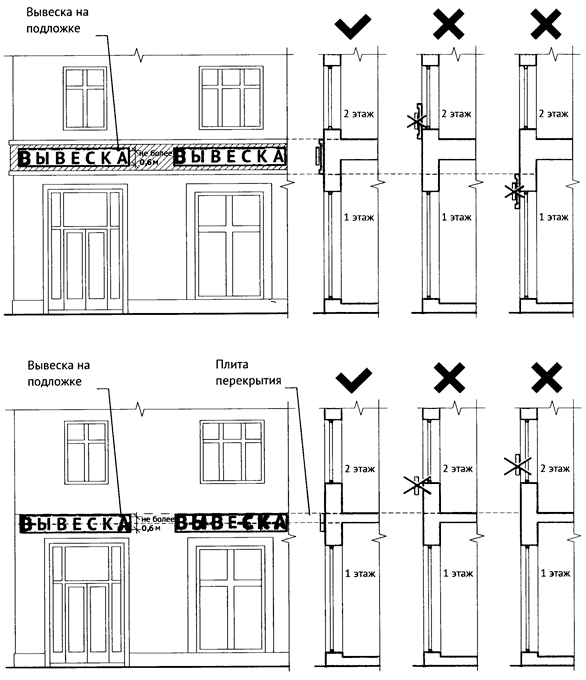 Вывеска на
подложке
2 этаж
2 этаж
2 этаж
ВЫВЕСКА
не более
0,6 м
ВЫВЕСКА
1 этаж
1 этаж
1 этаж
Вывеска на
подложке
Плита
перекрытия
2 этаж
2 этаж
2 этаж
ВЫВЕСКА
не более
0,6 м
ВЫВЕСКА
1 этаж
1 этаж
1 этаж